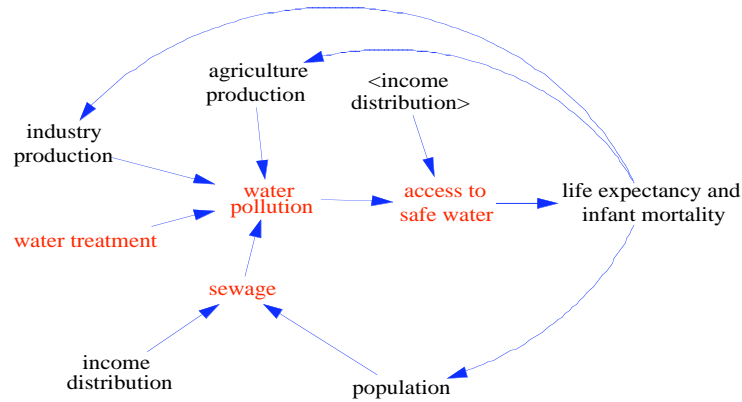 agriculture
production
<income
distribution>
industry
production
water
pollution
access to
safe water
life expectancy and
infant mortality
water treatment
sewage
income
distribution
population